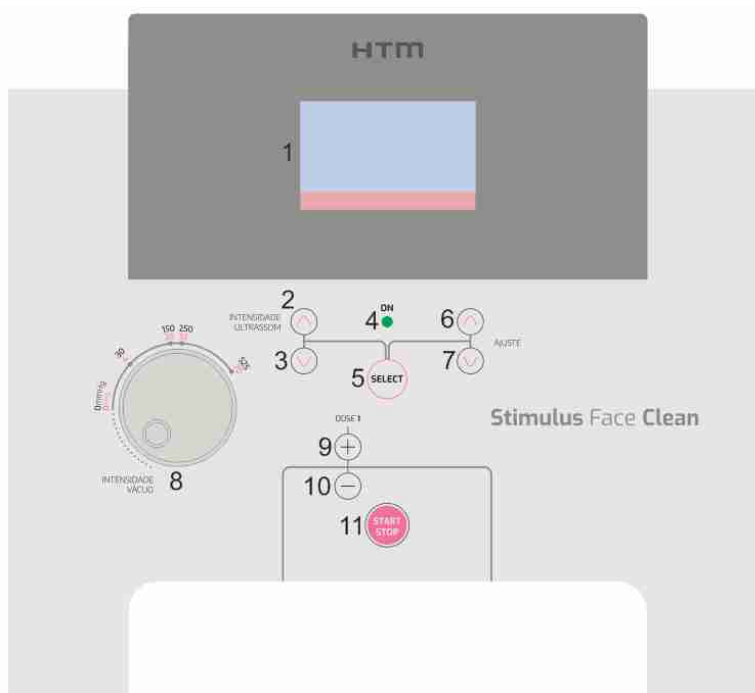 HTM
1
2
INTENSIDADE
ULTRASSOM
3
ON
4
5
SELECT
6
7
AJUSTE
0mmHg
30
150
250
525
INTENSIDADE
VÁCUO
8
Stimulus Face Clean
DOSE 1
9
+
10
−
11
START
STOP